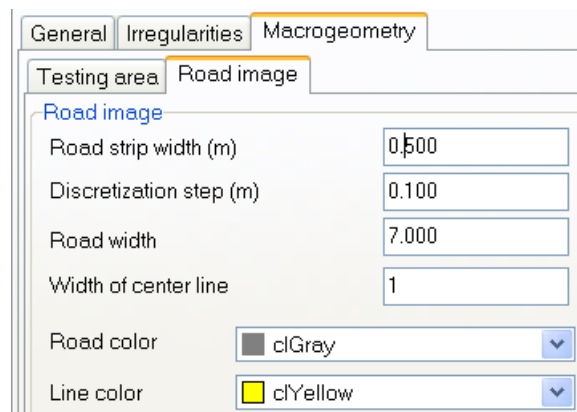 General Irregularities Macrogeometry
Testing area Road image
Road image
Road strip width (m) 0.500
Discretization step (m) 0.100
Road width 7.000
Width of center line 1
Road color clGray
Line color clYellow